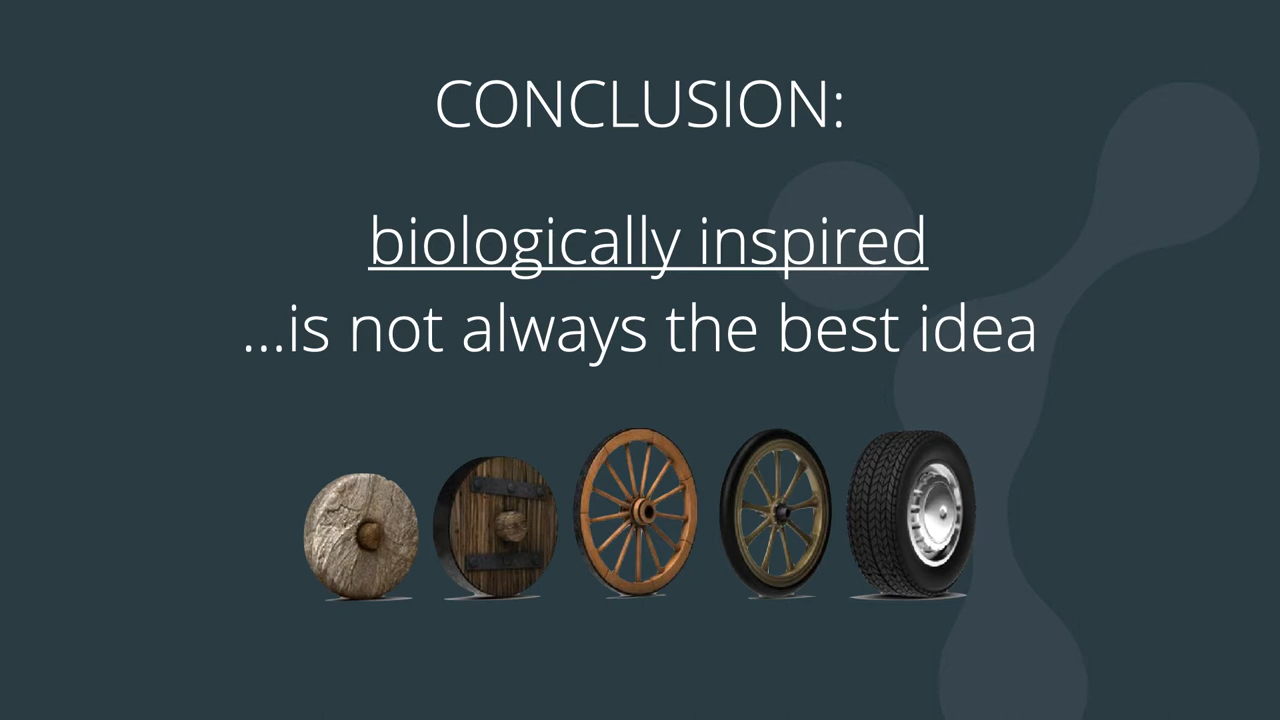 CONCLUSION:
biologically inspired
...is not always the best idea